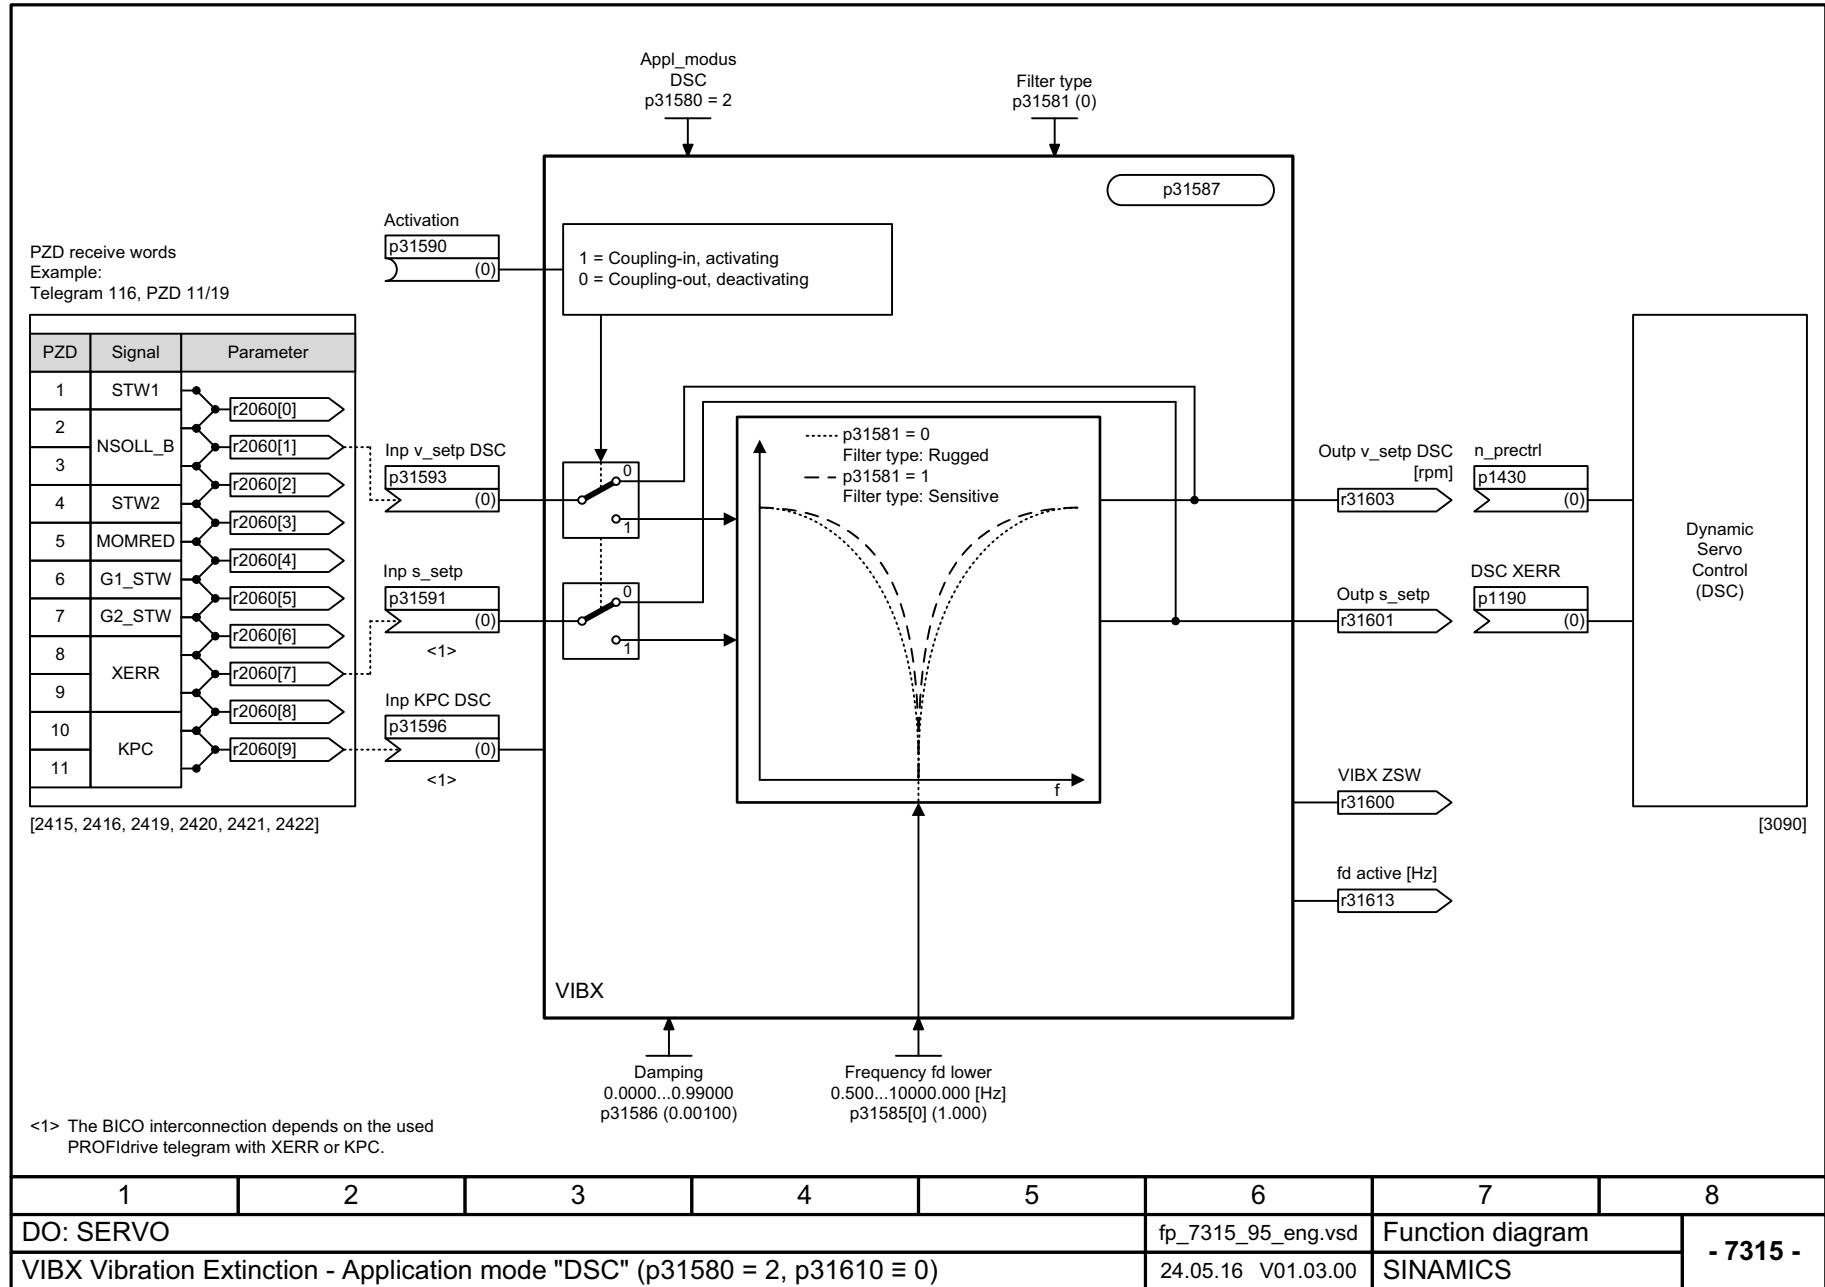 Appl_modus
DSC
p31580 = 2
Filter type
p31581 (0)
p31587
Activation
p31590
(0)
1 = Coupling-in, activating
0 = Coupling-out, deactivating
PZD receive words
Example:
Telegram 116, PZD 11/19
PZD Signal Parameter
1 STW1
r2060[0]
2
NSOLL_B
r2060[1]
3
r2060[2]
4 STW2
r2060[3]
5 MOMRED
r2060[4]
6 G1_STW
r2060[5]
7 G2_STW
r2060[6]
8
XERR
r2060[7]
9
r2060[8]
10
KPC
r2060[9]
11
[2415, 2416, 2419, 2420, 2421, 2422]
Inp v_setp DSC
p31593
(0)
0
1
Inp s_setp
p31591
(0)
<1>
0
1
Inp KPC DSC
p31596
(0)
<1>
p31581 = 0
Filter type: Rugged
p31581 = 1
Filter type: Sensitive
f
Outp v_setp DSC
[rpm]
r31603
n_prectrl
p1430
(0)
Outp s_setp
r31601
DSC XERR
p1190
(0)
Dynamic
Servo
Control
(DSC)
[3090]
VIBX ZSW
r31600
fd active [Hz]
r31613
VIBX
Damping
0.0000...0.99000
p31586 (0.00100)
Frequency fd lower
0.500...10000.000 [Hz]
p31585[0] (1.000)
<1> The BICO interconnection depends on the used
PROFIdrive telegram with XERR or KPC.
1 2 3 4 5 6 7 8
DO: SERVO
fp_7315_95_eng.vsd
Function diagram
- 7315 -
VIBX Vibration Extinction - Application mode "DSC" (p31580 = 2, p31610 ≡ 0)
24.05.16 V01.03.00
SINAMICS